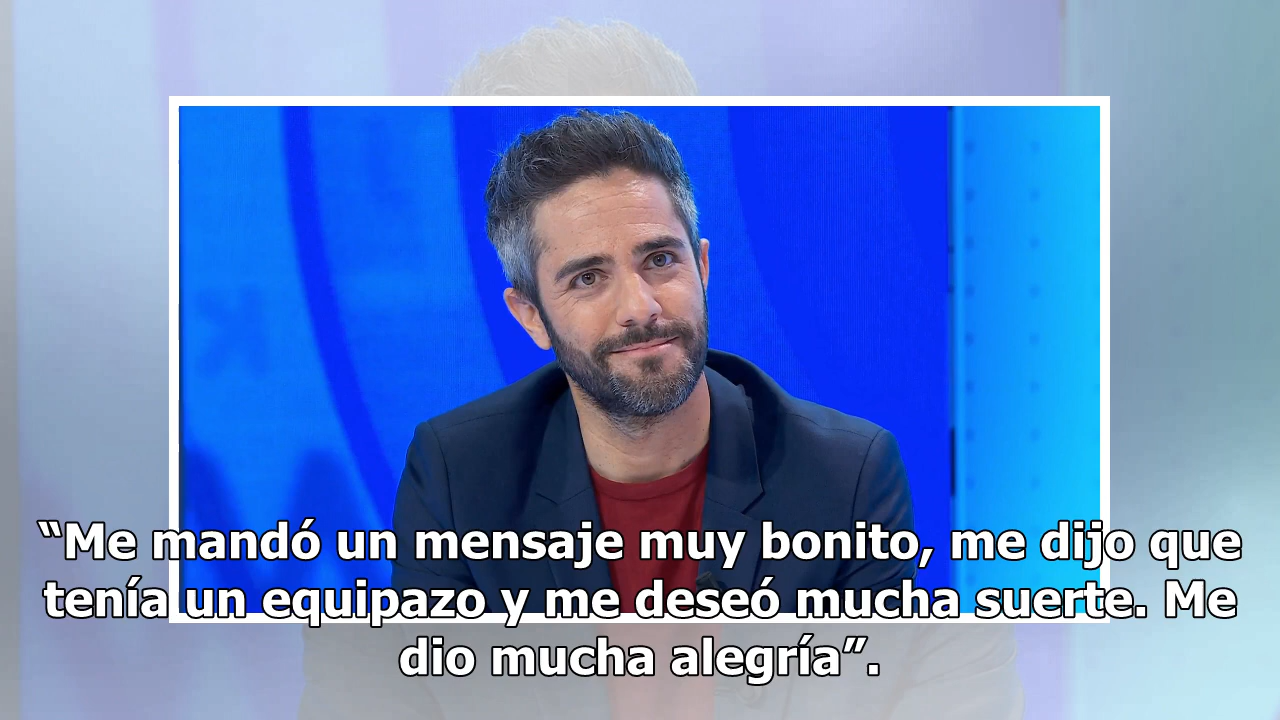 “Me mandó un mensaje muy bonito, me dijo que
tenía un equipazo y me deseó mucha suerte. Me
dio mucha alegría”.